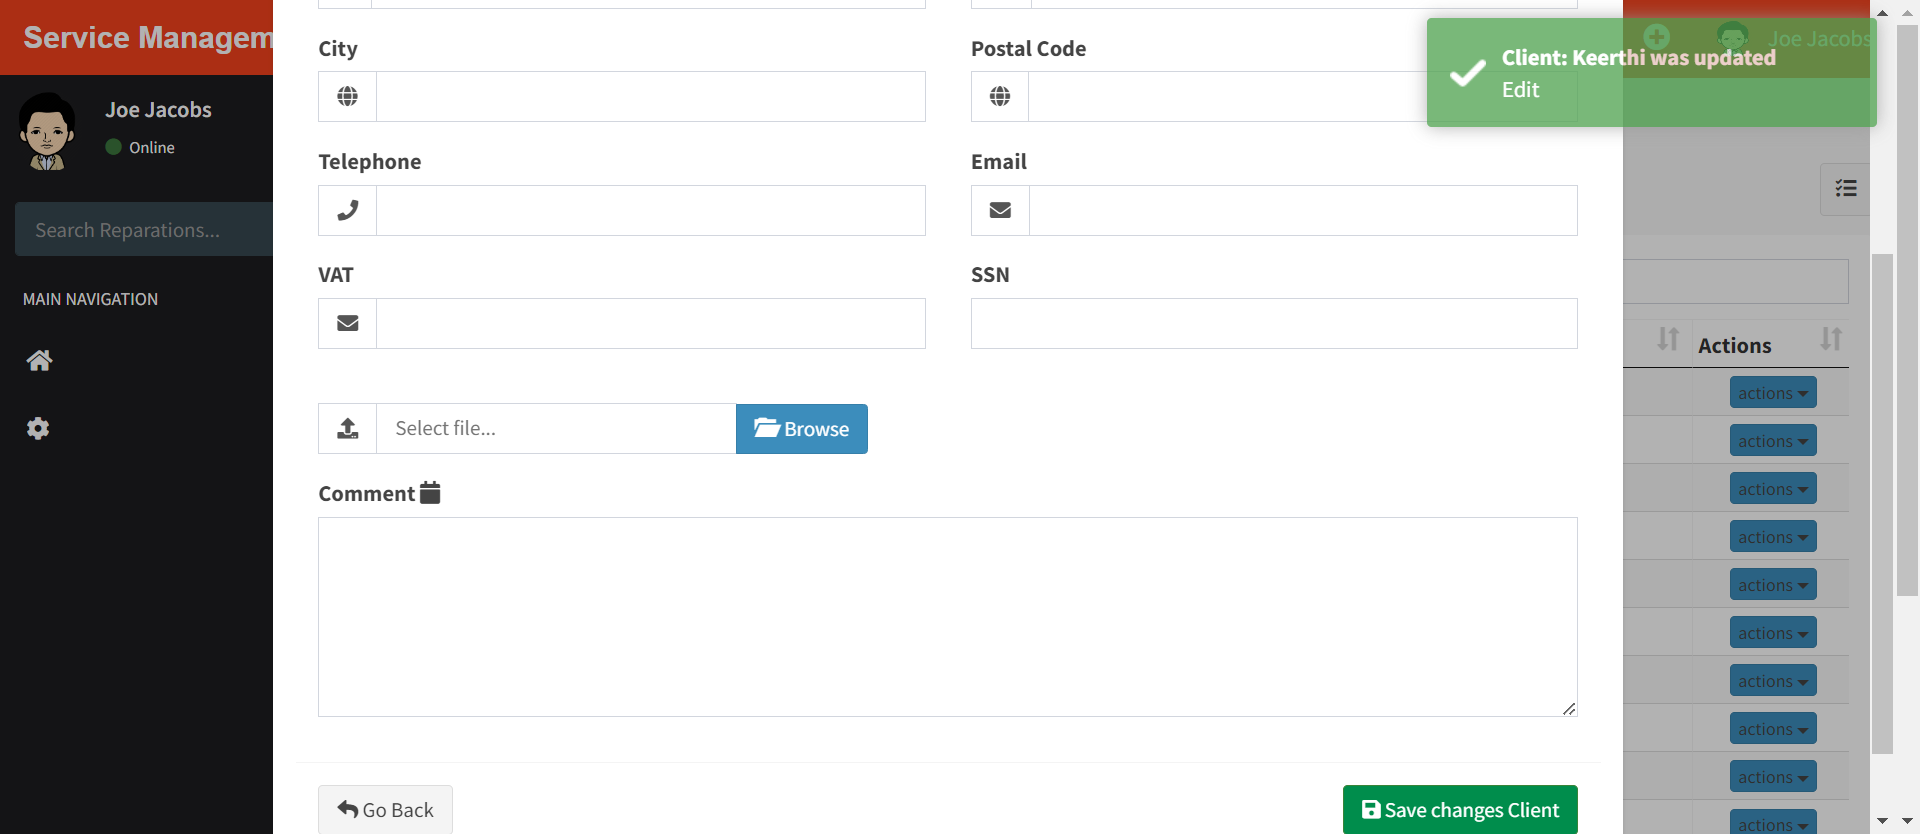 Service Managem
Joe Jacobs
Client: Keerthi was updated
Edit
Joe Jacobs
Online
Search Reparations...
MAIN NAVIGATION
City
Postal Code
Telephone
Email
VAT
SSN
Select file...
Browse
Comment
Go Back
Save changes Client
Actions
actions
actions
actions
actions
actions
actions
actions
actions
actions
actions